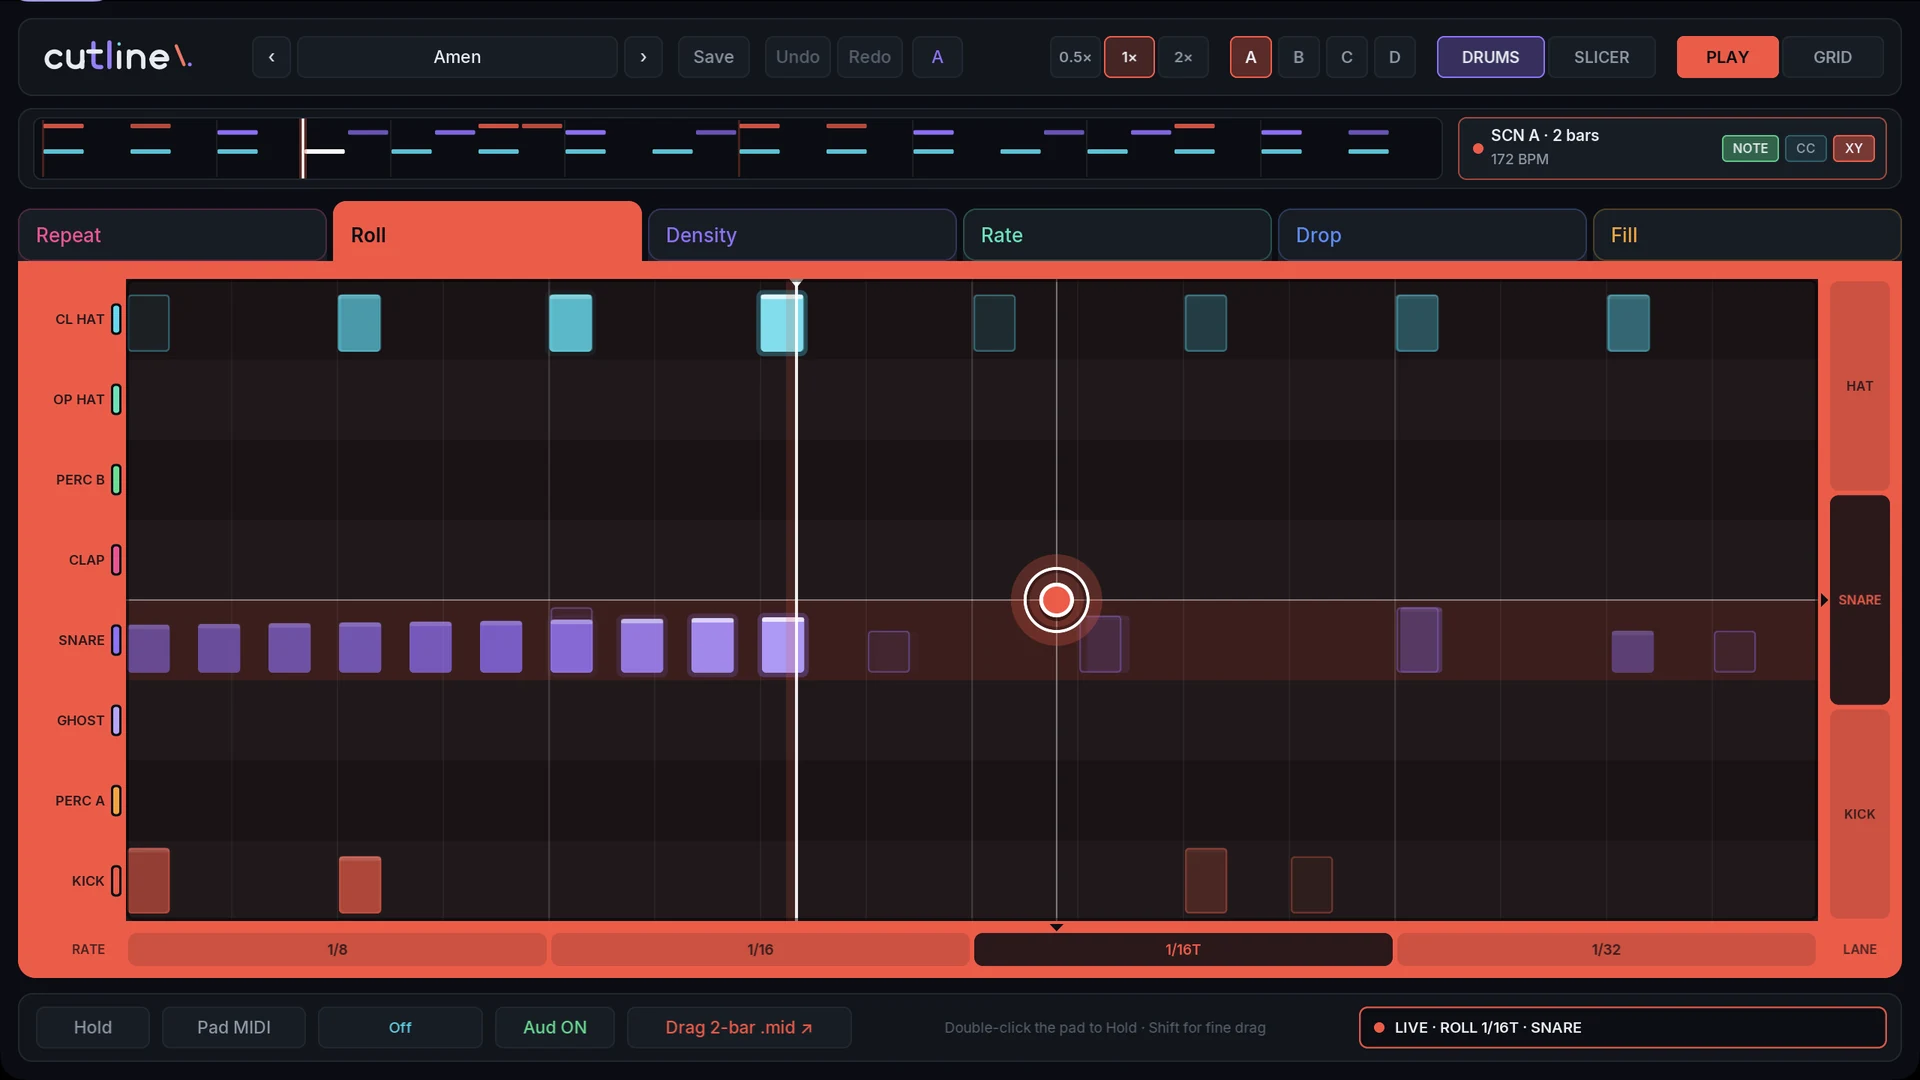 cutline\.
‹ Amen › Save Undo Redo A 0.5× 1× 2× A B C D DRUMS SLICER PLAY GRID
SCN A · 2 bars
172 BPM
NOTE CC XY
Repeat Roll Density Rate Drop Fill
CL HAT
OP HAT
PERC B
CLAP
SNARE
GHOST
PERC A
KICK
HAT
SNARE
KICK
RATE 1/8 1/16 1/16T 1/32 LANE
Hold Pad MIDI Off Aud ON Drag 2-bar .mid ↗ Double-click the pad to Hold · Shift for fine drag LIVE · ROLL 1/16T · SNARE